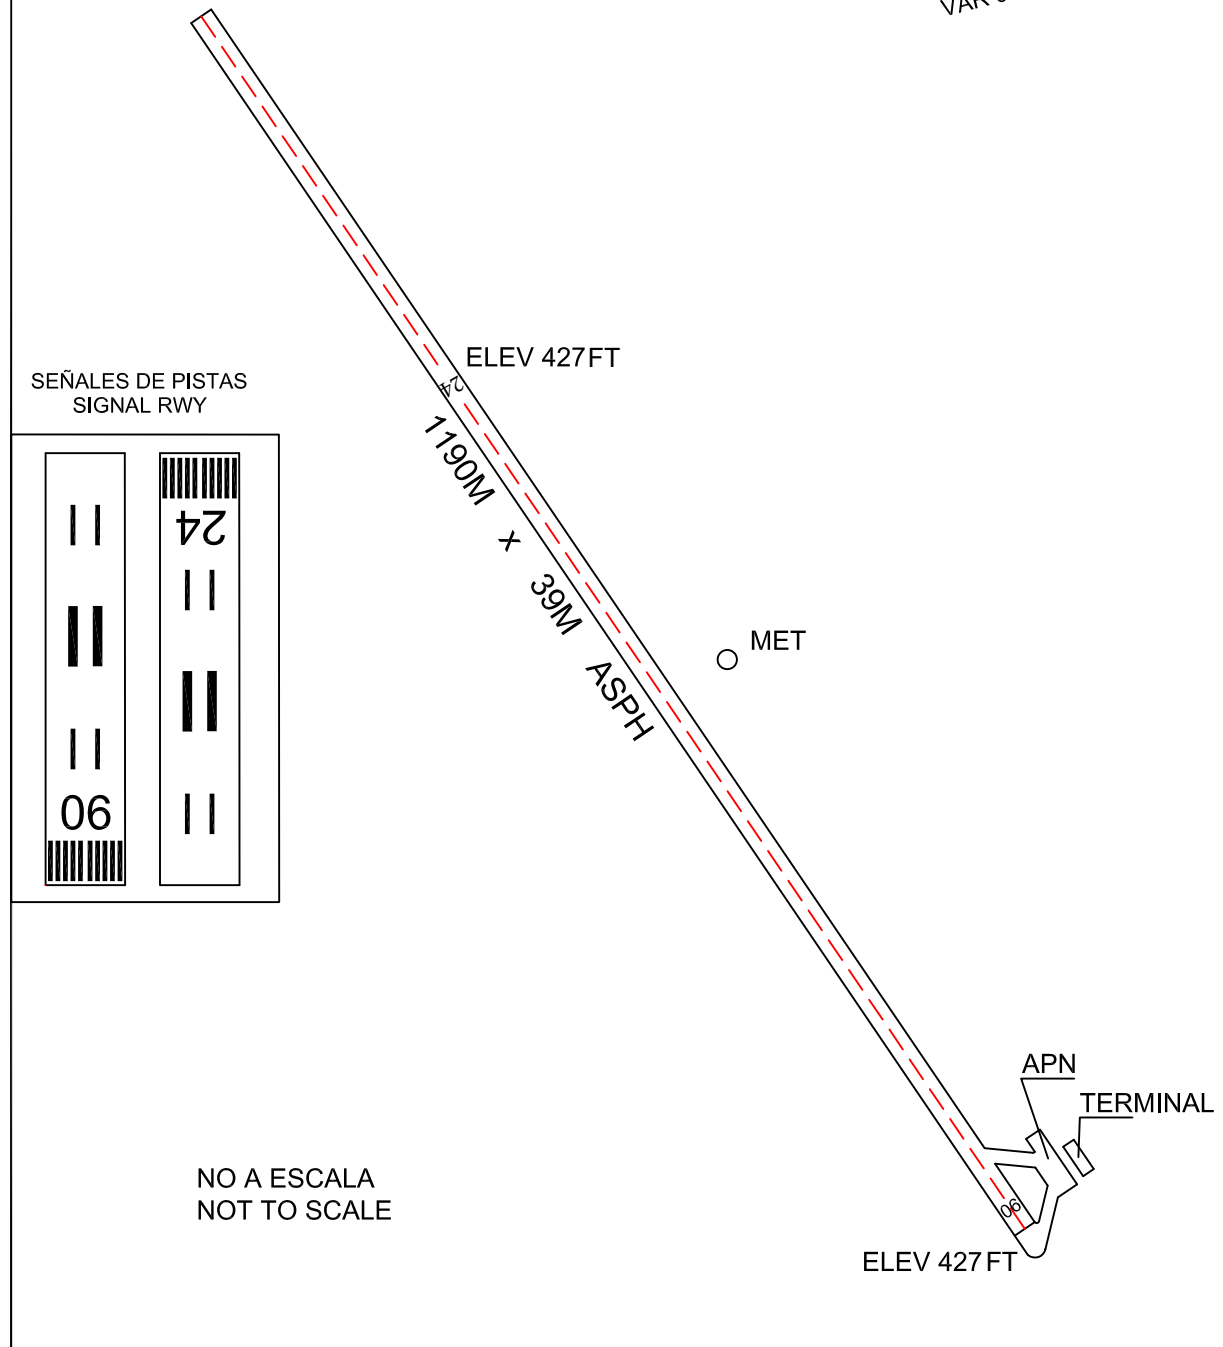 VAR
ELEV 427FT
24
SEÑALES DE PISTAS
SIGNAL RWY
24
06
1190M x 39M ASPH
MET
APN
TERMINAL
06
ELEV 427FT
NO A ESCALA
NOT TO SCALE